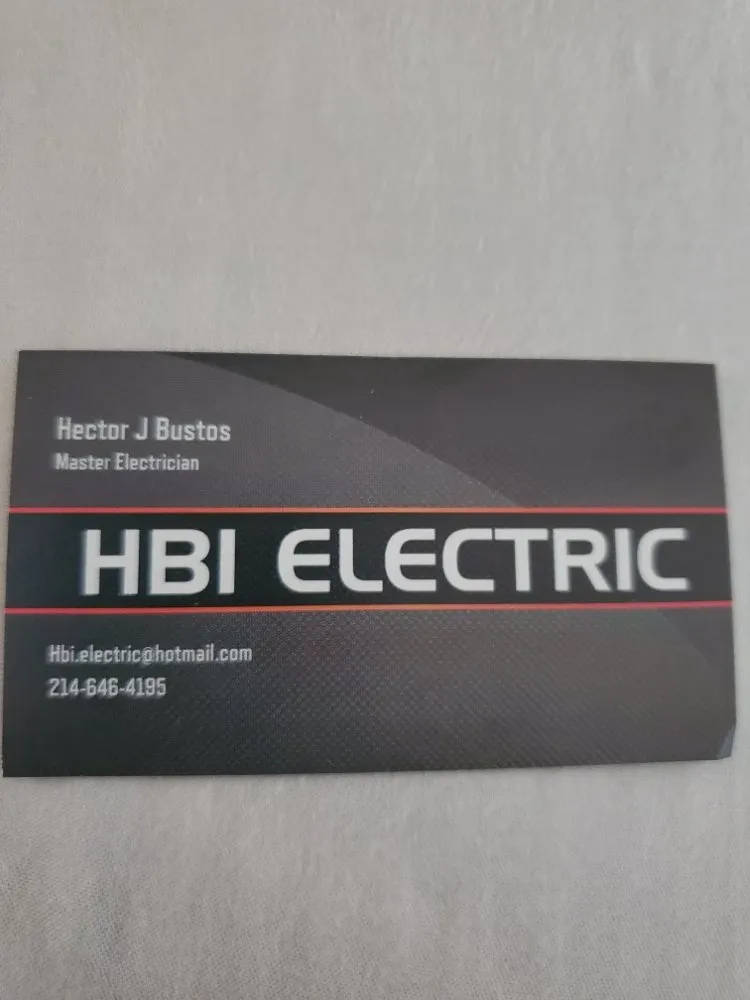 Hector J Bustos
Master Electrician
HBI ELECTRIC
Hbi.electric@hotmail.com
214-646-4195